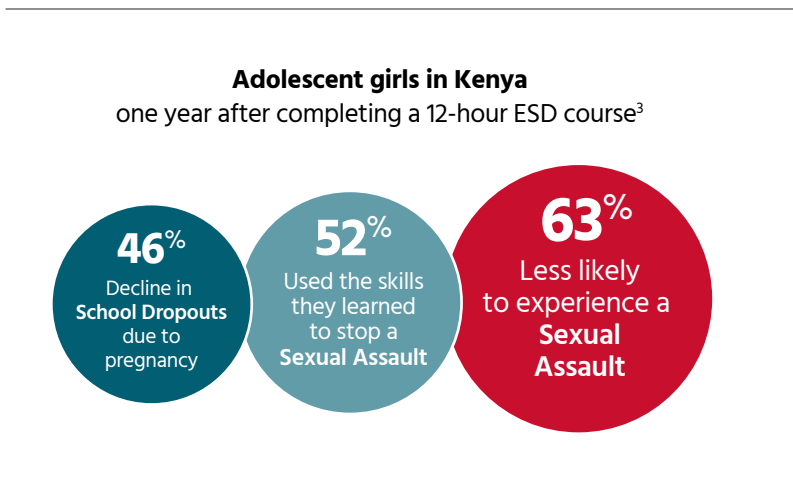 Adolescent girls in Kenya
one year after completing a 12-hour ESD course³
46%
Decline in
School Dropouts
due to
pregnancy
52%
Used the skills
they learned
to stop a
Sexual Assault
63%
Less likely
to experience a
Sexual
Assault